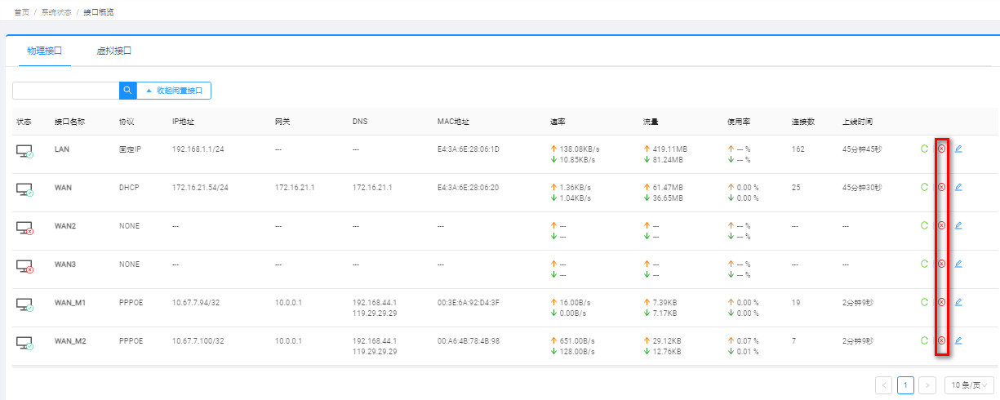 首页 / 系统状态 / 接口概览
物理接口 虚拟接口
收起闲置接口
状态 接口名称 协议 IP地址 网关 DNS MAC地址 速率 流量 使用率 连接数 上线时间
LAN 固定IP 192.168.1.1/24 --- --- E4:3A:6E:28:06:1D ↑ 138.08KB/s ↑ 419.11MB ↑ --- % 162 45分钟45秒
↓ 10.85KB/s ↓ 81.24MB ↓ --- %
WAN DHCP 172.16.21.54/24 172.16.21.1 172.16.21.1 E4:3A:6E:28:06:20 ↑ 1.36KB/s ↑ 61.47MB ↑ 0.00 % 25 45分钟30秒
↓ 1.04KB/s ↓ 36.65MB ↓ 0.00 %
WAN2 NONE --- --- --- --- ↑ --- ↑ --- ↑ --- % --- ---
↓ --- ↓ --- ↓ --- %
WAN3 NONE --- --- --- --- ↑ --- ↑ --- ↑ --- % --- ---
↓ --- ↓ --- ↓ --- %
WAN_M1 PPPOE 10.67.7.94/32 10.0.0.1 192.168.44.1 00:3E:6A:92:D4:3F ↑ 16.00B/s ↑ 7.39KB ↑ 0.00 % 19 2分钟9秒
119.29.29.29 ↓ 0.00B/s ↓ 7.17KB ↓ 0.00 %
WAN_M2 PPPOE 10.67.7.100/32 10.0.0.1 192.168.44.1 00:A6:4B:78:4B:98 ↑ 651.00B/s ↑ 29.12KB ↑ 0.07 % 7 2分钟9秒
119.29.29.29 ↓ 128.00B/s ↓ 12.76KB ↓ 0.01 %
< 1 > 10 条/页